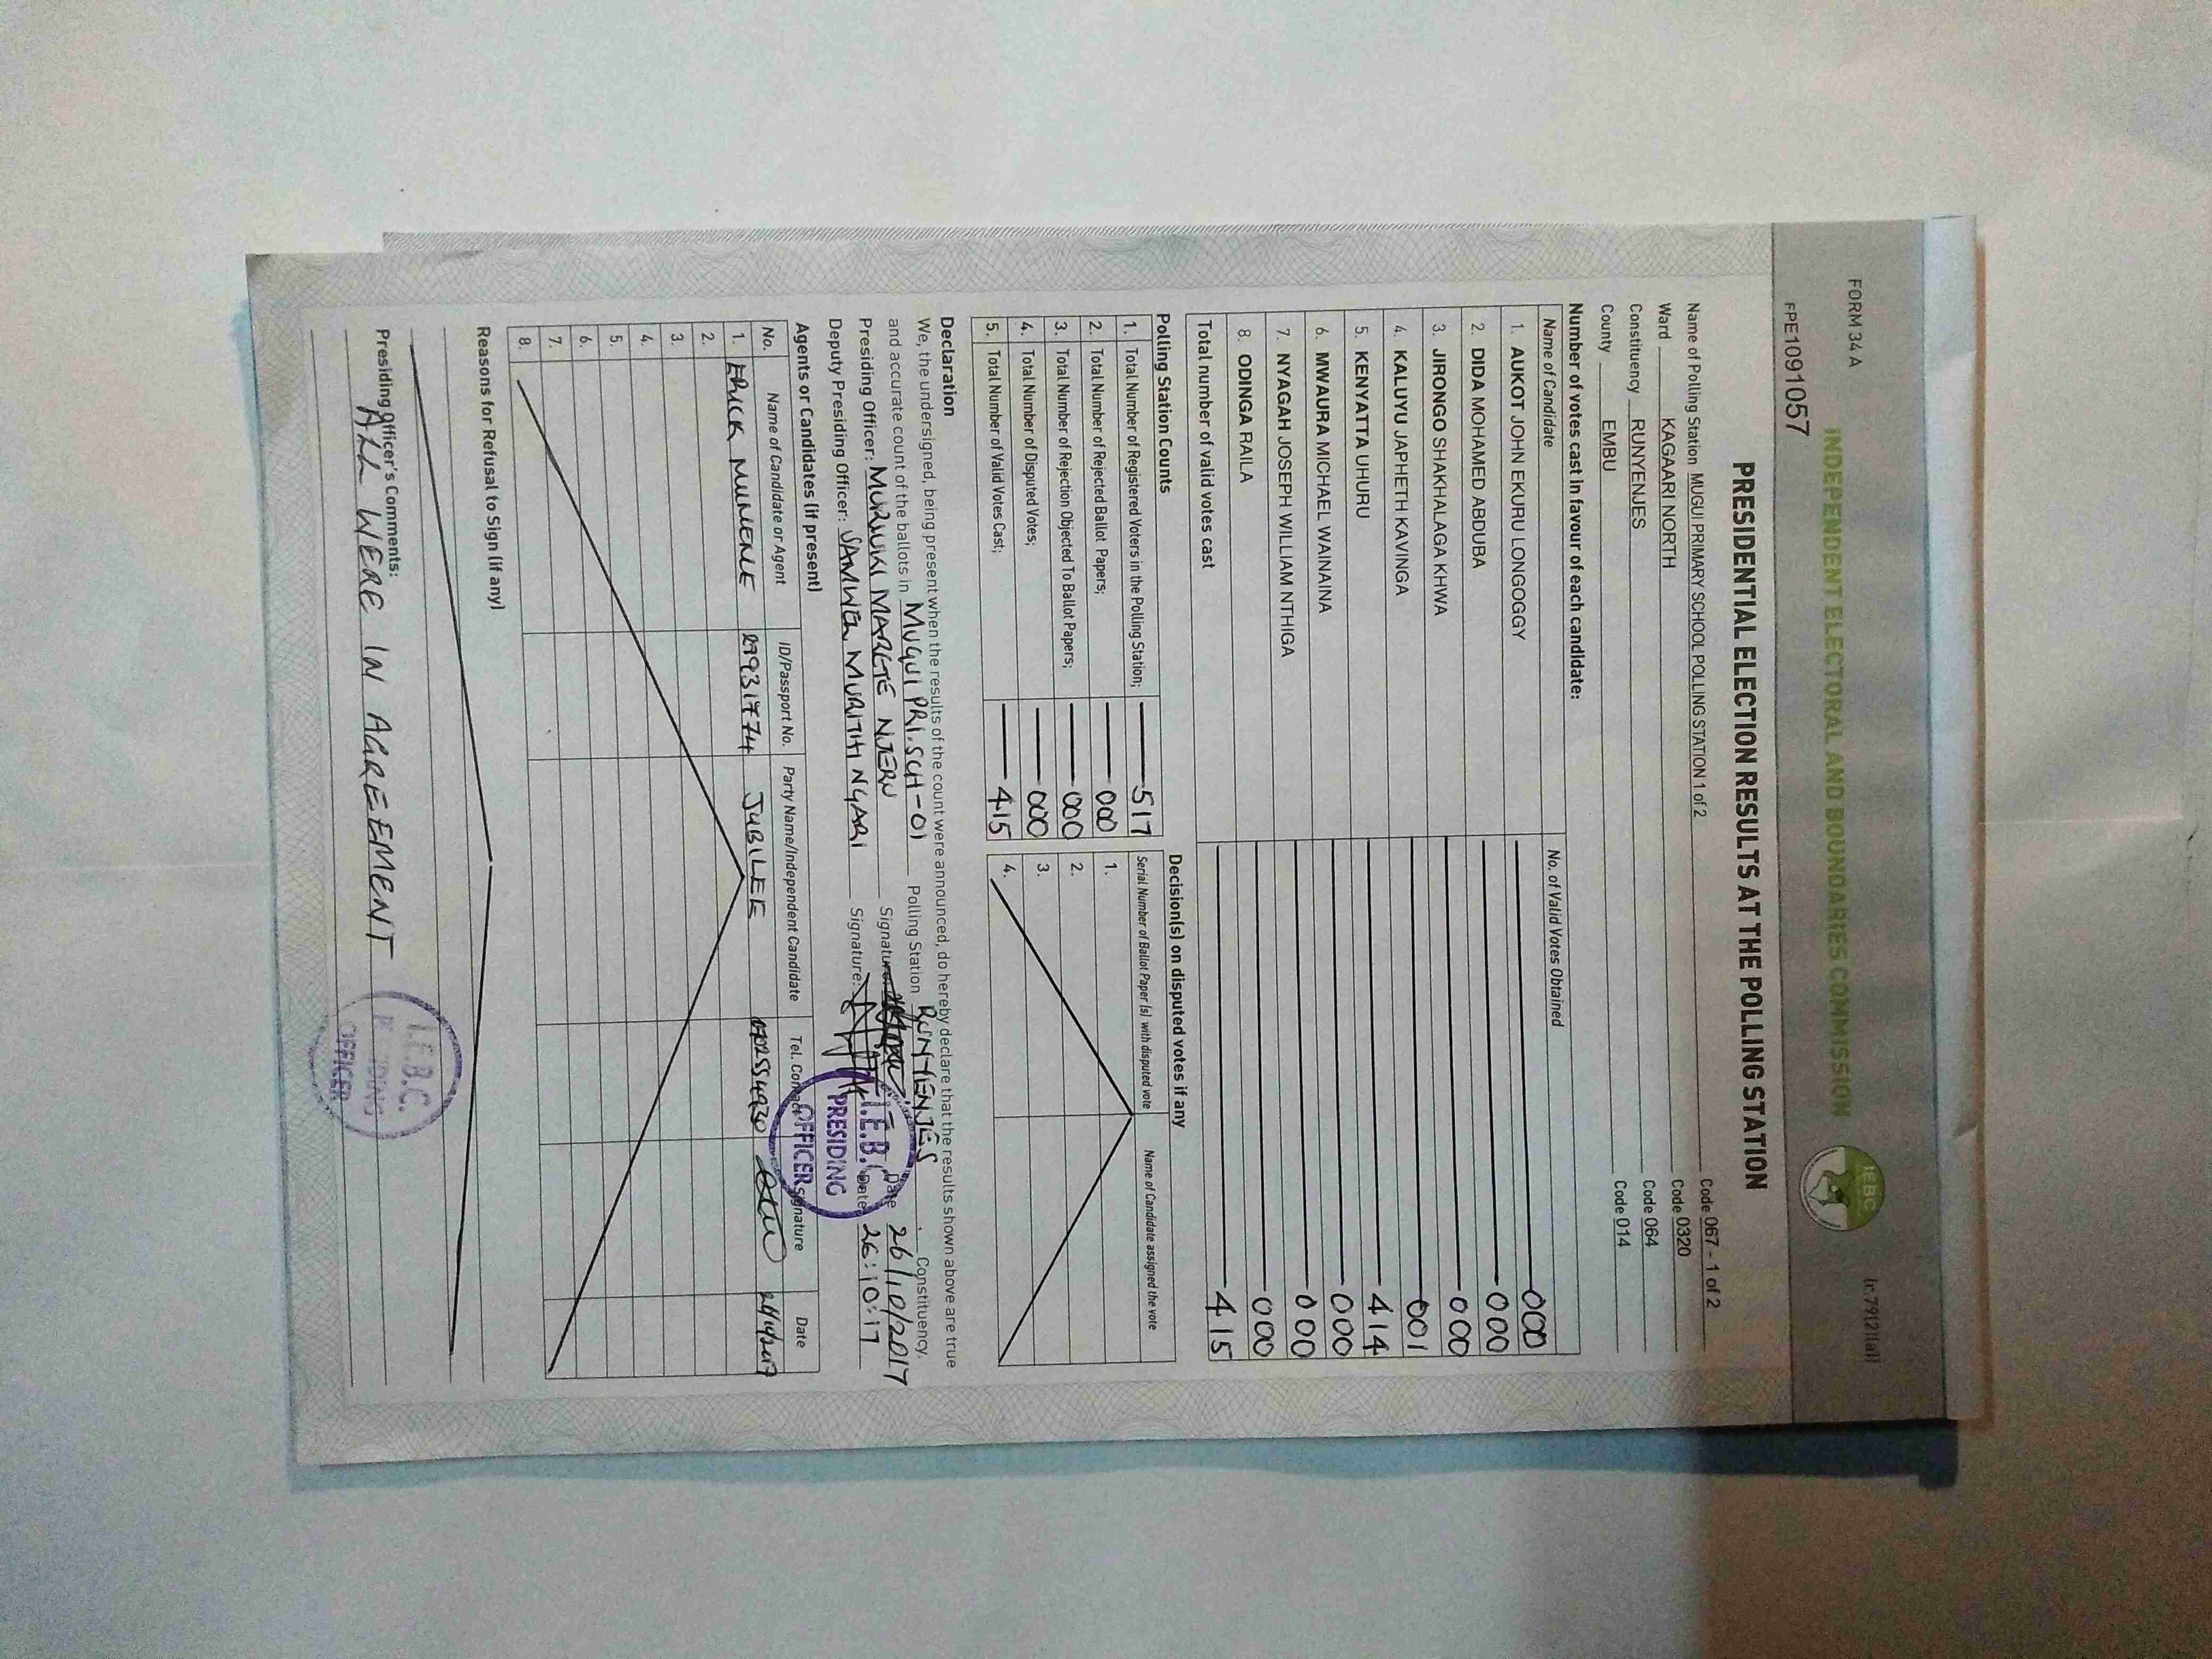 FORM 34 A
INDEPENDENT ELECTORAL AND BOUNDARIES COMMISSION
IEBC
(r.79(2)(a))
FPE1091057
PRESIDENTIAL ELECTION RESULTS AT THE POLLING STATION
Name of Polling Station MUGUI PRIMARY SCHOOL POLLING STATION 1 of 2 Code 067 - 1 of 2
Ward KAGAARI NORTH Code 0320
Constituency RUNYENJES Code 064
County EMBU Code 014
Number of votes cast in favour of each candidate:
Name of Candidate No. of Valid Votes Obtained
1. AUKOT JOHN EKURU LONGOGGY 000
2. DIDA MOHAMED ABDUBA 000
3. JIRONGO SHAKHALAGA KHWA 000
4. KALUYU JAPHETH KAVINGA 001
5. KENYATTA UHURU 414
6. MWAURA MICHAEL WAINAINA 000
7. NYAGAH JOSEPH WILLIAM NTHIGA 000
8. ODINGA RAILA 000
Total number of valid votes cast 415
Polling Station Counts
1. Total Number of Registered Voters in the Polling Station; 517
2. Total Number of Rejected Ballot Papers; 000
3. Total Number of Rejection Objected To Ballot Papers; 000
4. Total Number of Disputed Votes; 000
5. Total Number of Valid Votes Cast; 415
Decision(s) on disputed votes if any
Serial Number of Ballot Paper (s) with disputed vote Name of Candidate assigned the vote
1.
2.
3.
4.
Declaration
We, the undersigned, being present when the results of the count were announced, do hereby declare that the results shown above are true
and accurate count of the ballots in MUGUI PRI. SCH - 01 Polling Station RUNYENJES Constituency.
Presiding Officer: MURIUKI MARGTE NJERU Signature: Date 26/10/2017
Deputy Presiding Officer: SAMWEL MURITHI NGARI Signature: Date 26:10:17
I.E.B.C.
PRESIDING
OFFICER
Agents or Candidates (if present)
No. Name of Candidate or Agent ID/Passport No. Party Name/Independent Candidate Tel. Contact Signature Date
1. ERICK MUNENE 29931774 JUBILEE 26/10/2017
2.
3.
4.
5.
6.
7.
8.
Reasons for Refusal to Sign (if any)
Presiding Officer's Comments:
ALL WERE IN AGREEMENT
I.E.B.C.
OFFICER